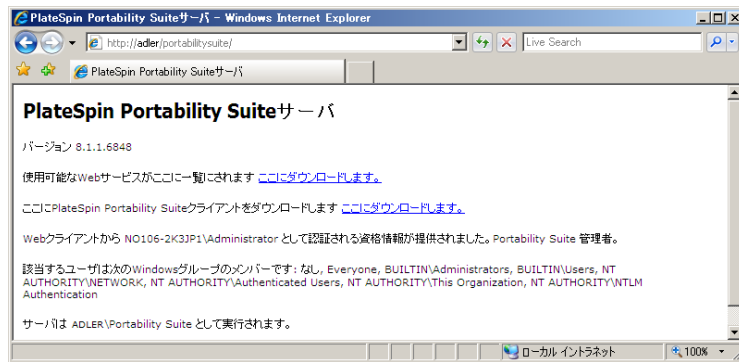 PlateSpin Portability Suiteサーバ - Windows Internet Explorer
http://adler/portabilitysuite/
Live Search
PlateSpin Portability Suiteサーバ
PlateSpin Portability Suiteサーバ
バージョン 8.1.1.6848
使用可能なWebサービスがここに一覧にされます ここにダウンロードします。
ここにPlateSpin Portability Suiteクライアントをダウンロードします ここにダウンロードします。
Webクライアントから NO106-2K3JP1\Administrator として認証される資格情報が提供されました。Portability Suite 管理者。
該当するユーザは次のWindowsグループのメンバーです: なし, Everyone, BUILTIN\Administrators, BUILTIN\Users, NT
AUTHORITY\NETWORK, NT AUTHORITY\Authenticated Users, NT AUTHORITY\This Organization, NT AUTHORITY\NTLM
Authentication
サーバは ADLER\Portability Suite として実行されます。
ローカル イントラネット
100%